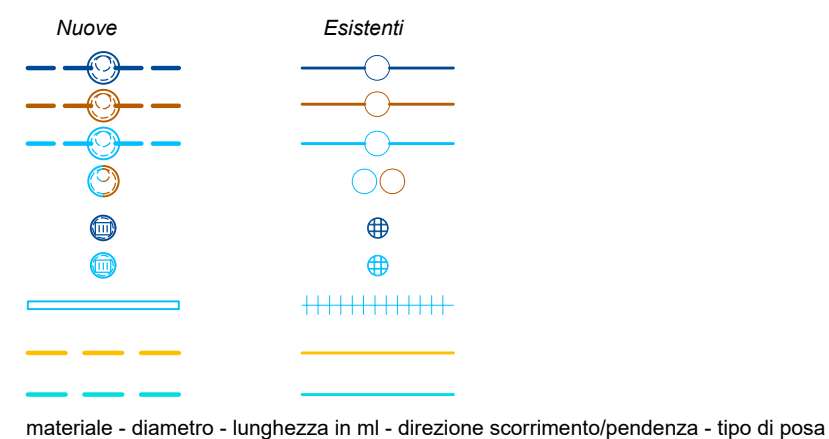 Nuove Esistenti
materiale - diametro - lunghezza in ml - direzione scorrimento/pendenza - tipo di posa